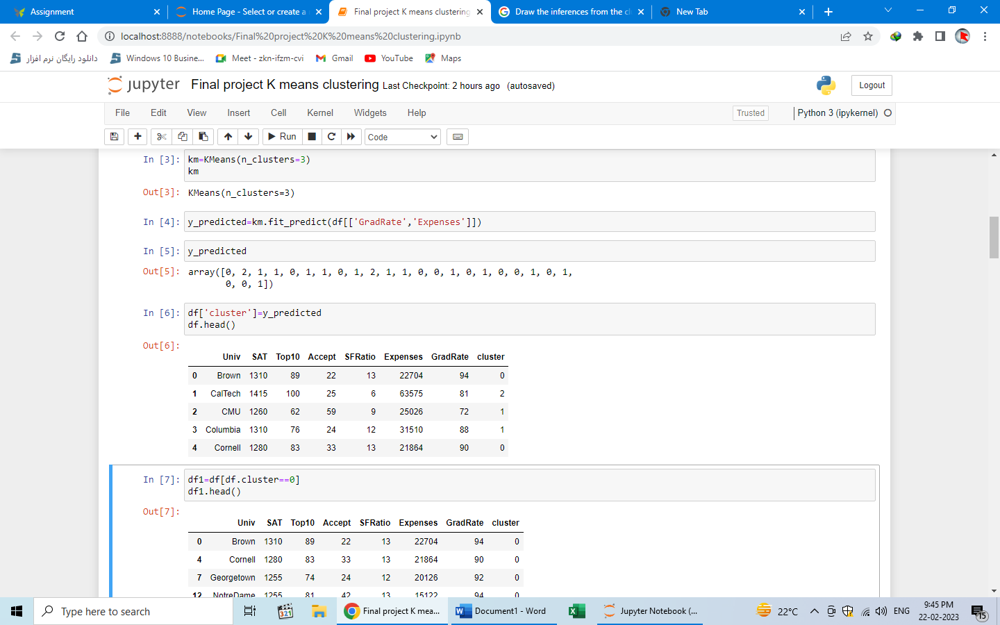 Assignment
Home Page - Select or create a
Final project K means clustering
Draw the inferences from the cl
New Tab
localhost:8888/notebooks/Final%20project%20K%20means%20clustering.ipynb
دانلود رایگان نرم افزار
Windows 10 Busine...
Meet - zkn-ifzm-cvi
Gmail
YouTube
Maps
jupyter Final project K means clustering Last Checkpoint: 2 hours ago (autosaved)
Logout
File Edit View Insert Cell Kernel Widgets Help
Trusted
Python 3 (ipykernel)
Run
Code
In [3]: km=KMeans(n_clusters=3)
km
Out[3]: KMeans(n_clusters=3)
In [4]: y_predicted=km.fit_predict(df[['GradRate','Expenses']])
In [5]: y_predicted
Out[5]: array([0, 2, 1, 1, 0, 1, 1, 0, 1, 2, 1, 1, 0, 0, 1, 0, 1, 0, 0, 1, 0, 1,
0, 0, 1])
In [6]: df['cluster']=y_predicted
df.head()
Out[6]:
Univ SAT Top10 Accept SFRatio Expenses GradRate cluster
0 Brown 1310 89 22 13 22704 94 0
1 CalTech 1415 100 25 6 63575 81 2
2 CMU 1260 62 59 9 25026 72 1
3 Columbia 1310 76 24 12 31510 88 1
4 Cornell 1280 83 33 13 21864 90 0
In [7]: df1=df[df.cluster==0]
df1.head()
Out[7]:
Univ SAT Top10 Accept SFRatio Expenses GradRate cluster
0 Brown 1310 89 22 13 22704 94 0
4 Cornell 1280 83 33 13 21864 90 0
7 Georgetown 1255 74 24 12 20126 92 0
12 NotreDame 1255 81 42 13 15122 94 0
Type here to search
321
Final project K mea...
Document1 - Word
Jupyter Notebook (...
22°C
ENG
9:45 PM
22-02-2023
15